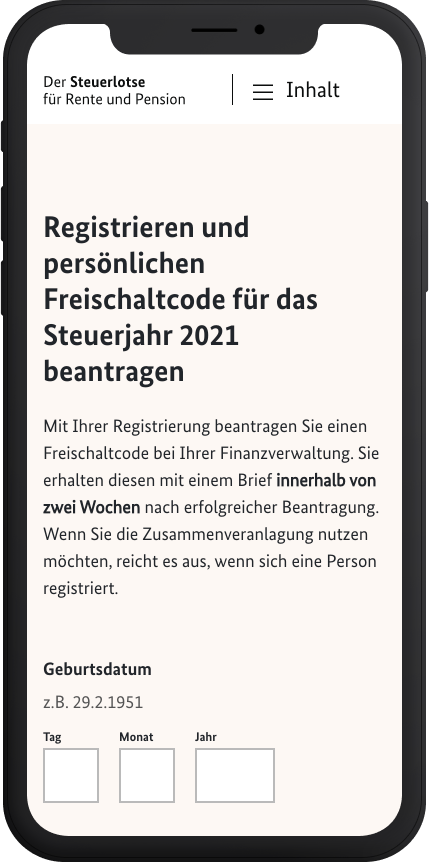 Der Steuerlotse
für Rente und Pension
Inhalt
Registrieren und
persönlichen
Freischaltcode für das
Steuerjahr 2021
beantragen
Mit Ihrer Registrierung beantragen Sie einen
Freischaltcode bei Ihrer Finanzverwaltung. Sie
erhalten diesen mit einem Brief innerhalb von
zwei Wochen nach erfolgreicher Beantragung.
Wenn Sie die Zusammenveranlagung nutzen
möchten, reicht es aus, wenn sich eine Person
registriert.
Geburtsdatum
z.B. 29.2.1951
Tag Monat Jahr